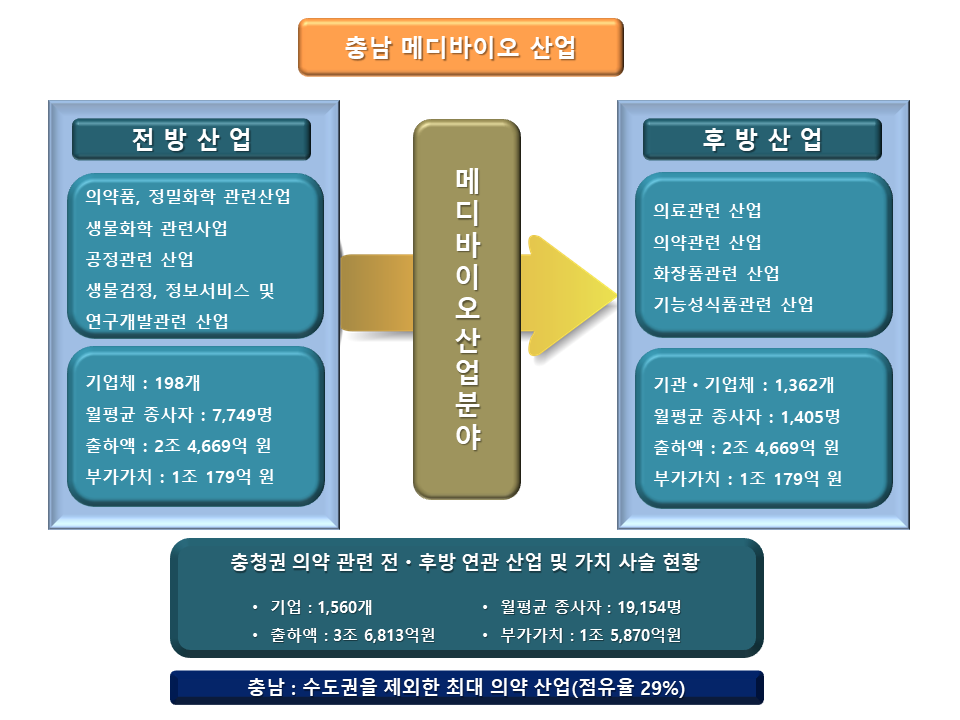 충남 메디바이오 산업
전 방 산 업
의약품, 정밀화학 관련산업
생물화학 관련사업
공정관련 산업
생물검정, 정보서비스 및
연구개발관련 산업
기업체 : 198개
월평균 종사자 : 7,749명
출하액 : 2조 4,669억 원
부가가치 : 1조 179억 원
메디바이오산업분야
후 방 산 업
의료관련 산업
의약관련 산업
화장품관련 산업
기능성식품관련 산업
기관·기업체 : 1,362개
월평균 종사자 : 1,405명
출하액 : 2조 4,669억 원
부가가치 : 1조 179억 원
충청권 의약 관련 전·후방 연관 산업 및 가치 사슬 현황
• 기업 : 1,560개
• 월평균 종사자 : 19,154명
• 출하액 : 3조 6,813억원
• 부가가치 : 1조 5,870억원
충남 : 수도권을 제외한 최대 의약 산업(점유율 29%)